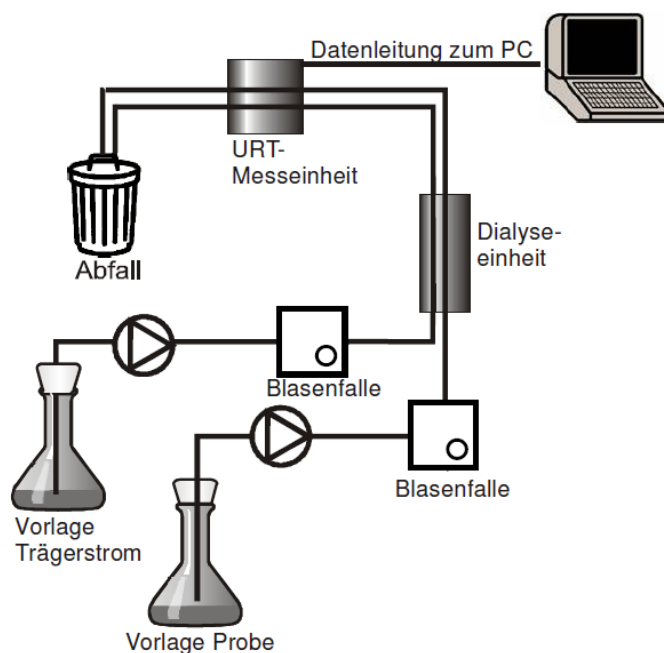 Datenleitung zum PC
URT-
Messeinheit
Dialyse-
einheit
Abfall
Blasenfalle
Blasenfalle
Vorlage
Trägerstrom
Vorlage Probe